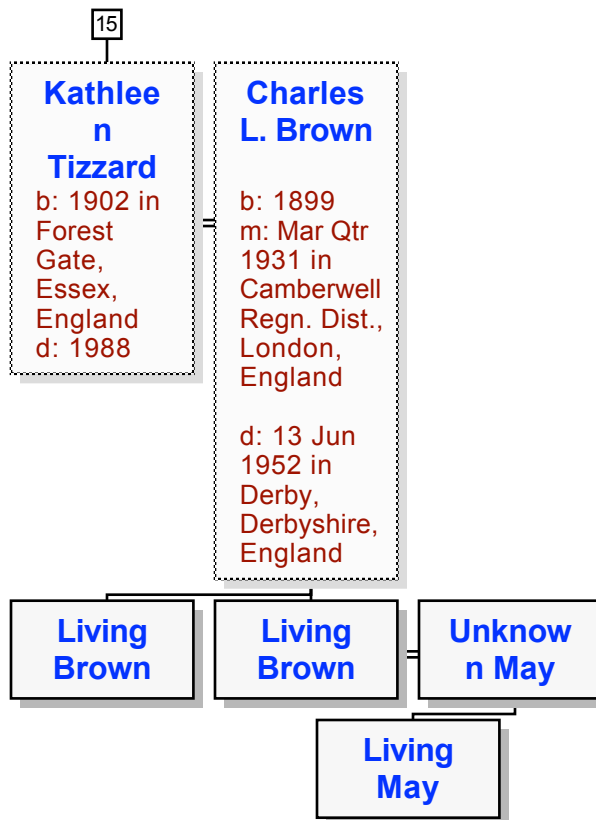 15
Kathlee
n
Tizzard
b: 1902 in
Forest
Gate,
Essex,
England
d: 1988
Charles
L. Brown
b: 1899
m: Mar Qtr
1931 in
Camberwell
Regn. Dist.,
London,
England
d: 13 Jun
1952 in
Derby,
Derbyshire,
England
Living
Brown
Living
Brown
Unknow
n May
Living
May